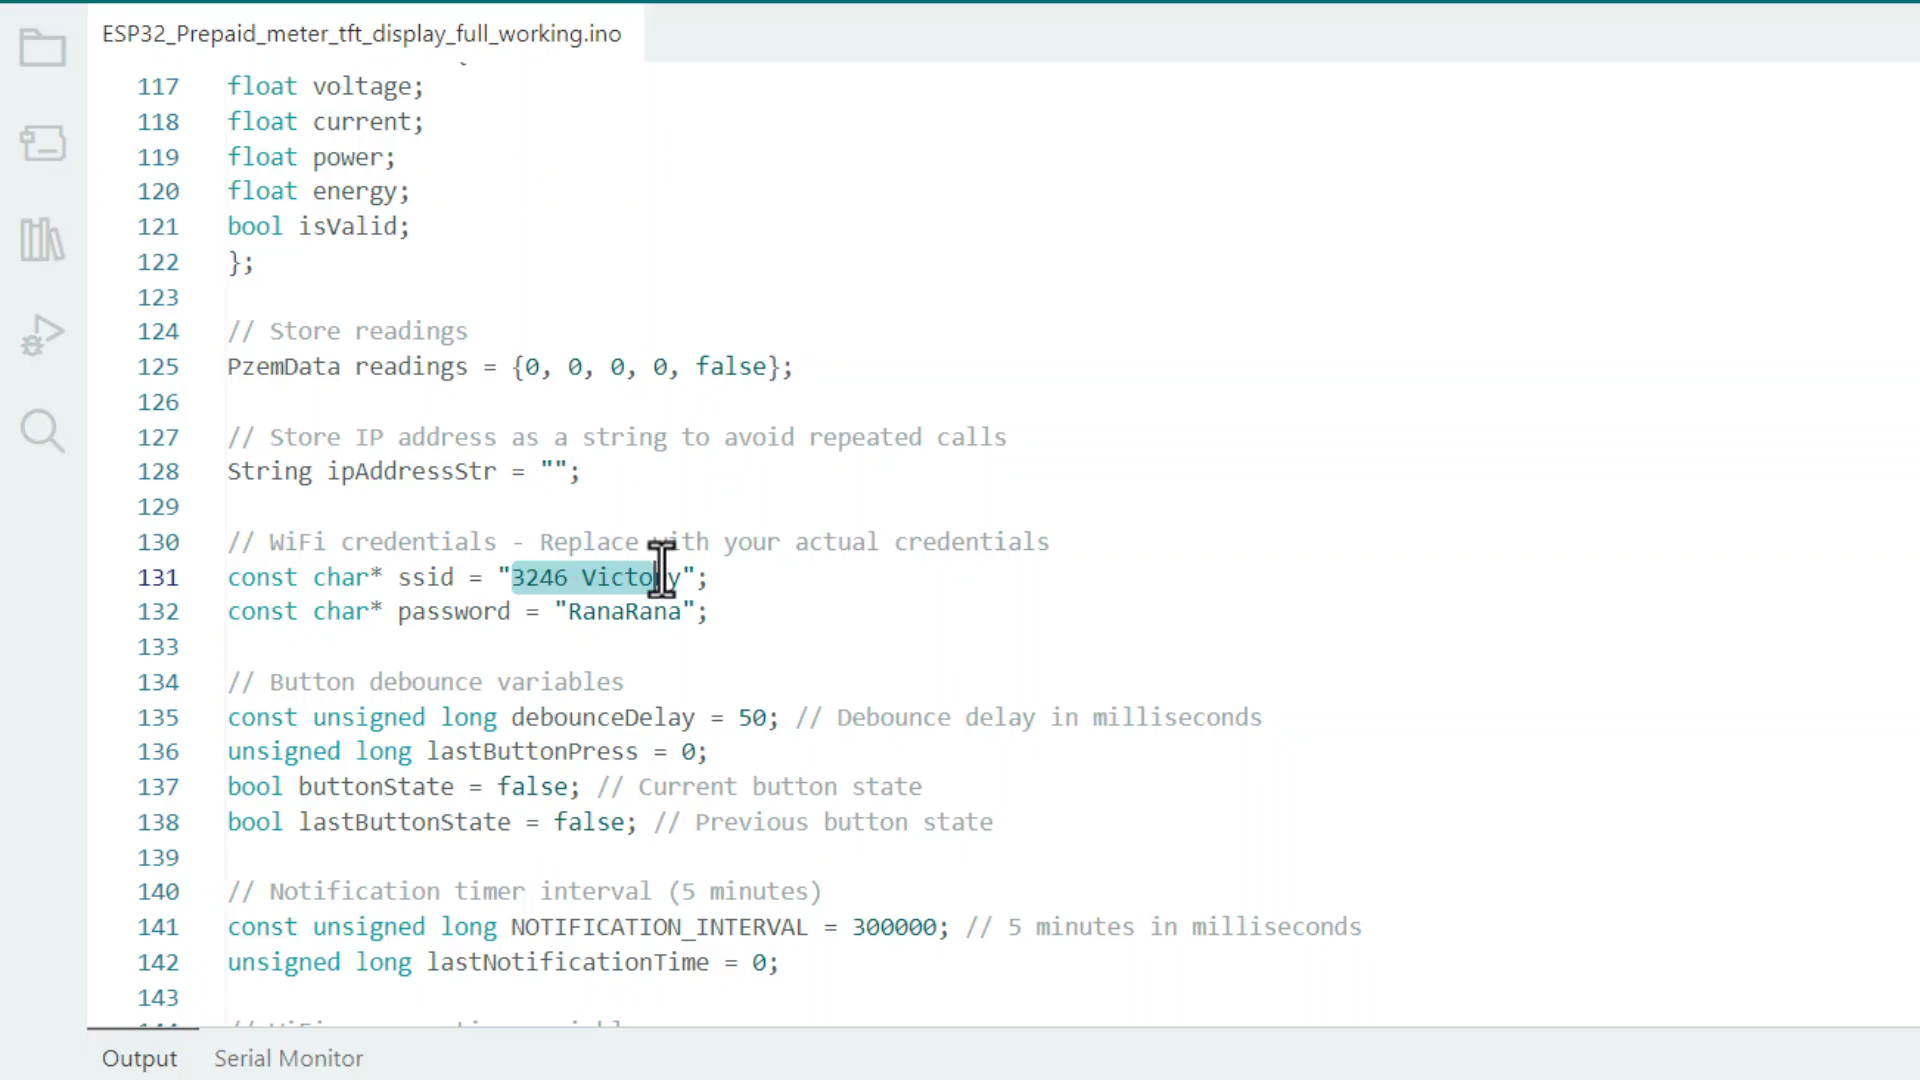 ESP32_Prepaid_meter_tft_display_full_working.ino
117 float voltage;
118 float current;
119 float power;
120 float energy;
121 bool isValid;
122 };
123
124 // Store readings
125 PzemData readings = {0, 0, 0, 0, false};
126
127 // Store IP address as a string to avoid repeated calls
128 String ipAddressStr = "";
129
130 // WiFi credentials - Replace with your actual credentials
131 const char* ssid = "3246 Victory";
132 const char* password = "RanaRana";
133
134 // Button debounce variables
135 const unsigned long debounceDelay = 50; // Debounce delay in milliseconds
136 unsigned long lastButtonPress = 0;
137 bool buttonState = false; // Current button state
138 bool lastButtonState = false; // Previous button state
139
140 // Notification timer interval (5 minutes)
141 const unsigned long NOTIFICATION_INTERVAL = 300000; // 5 minutes in milliseconds
142 unsigned long lastNotificationTime = 0;
143
Output Serial Monitor